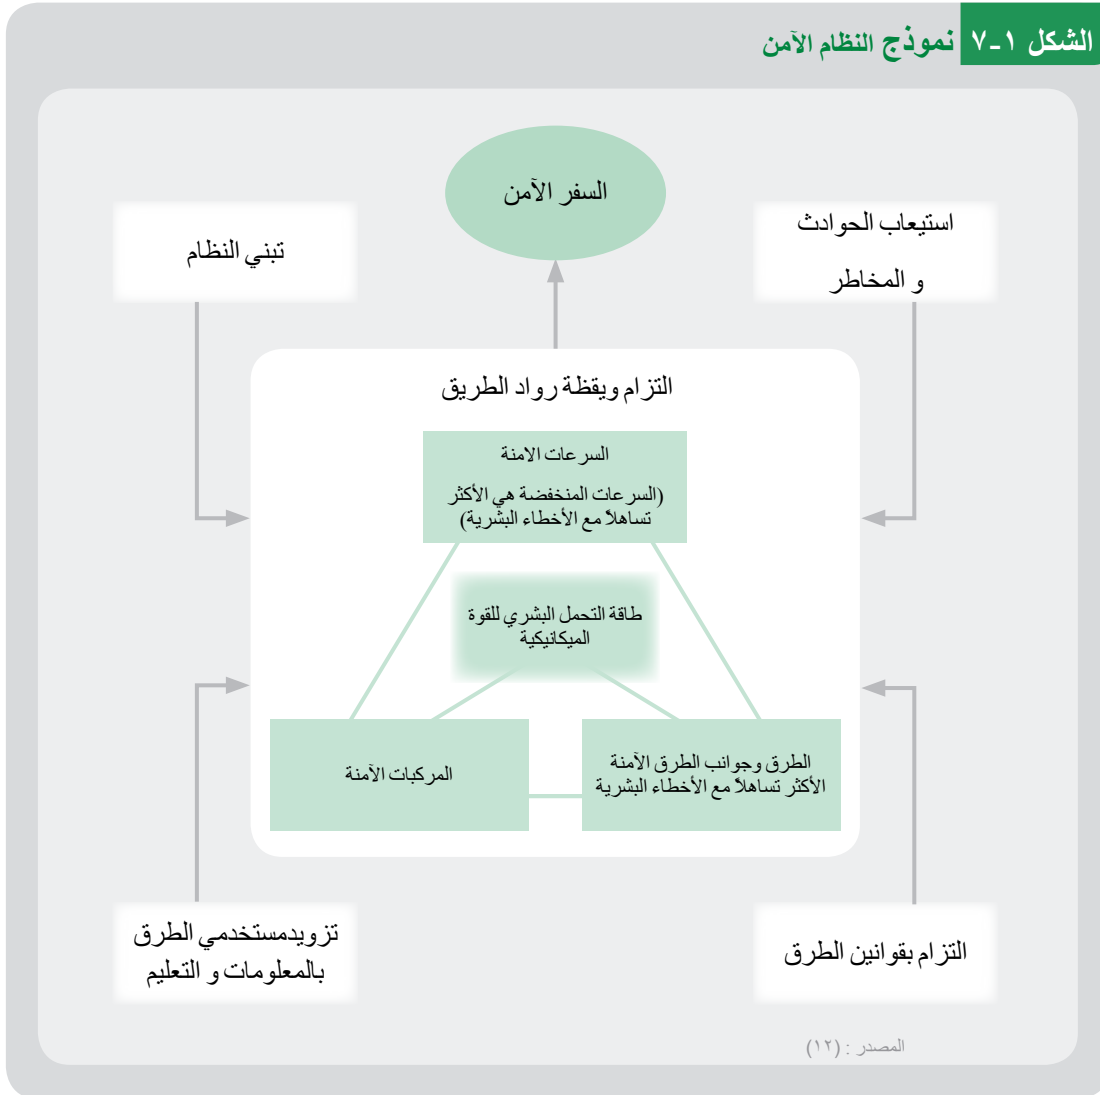 الشكل ١-٧ نموذج النظام الآمن
السفر الآمن
استيعاب الحوادث
و المخاطر
تبني النظام
التزام ويقظة رواد الطريق
السرعات الامنة
(السرعات المنخفضة هي الأكثر
تساهلاً مع الأخطاء البشرية)
طاقة التحمل البشري للقوة
الميكانيكية
الطرق وجوانب الطرق الآمنة
الأكثر تساهلاً مع الأخطاء البشرية
المركبات الآمنة
التزام بقوانين الطرق
تزويدمستخدمي الطرق
بالمعلومات و التعليم
المصدر : (١٢)